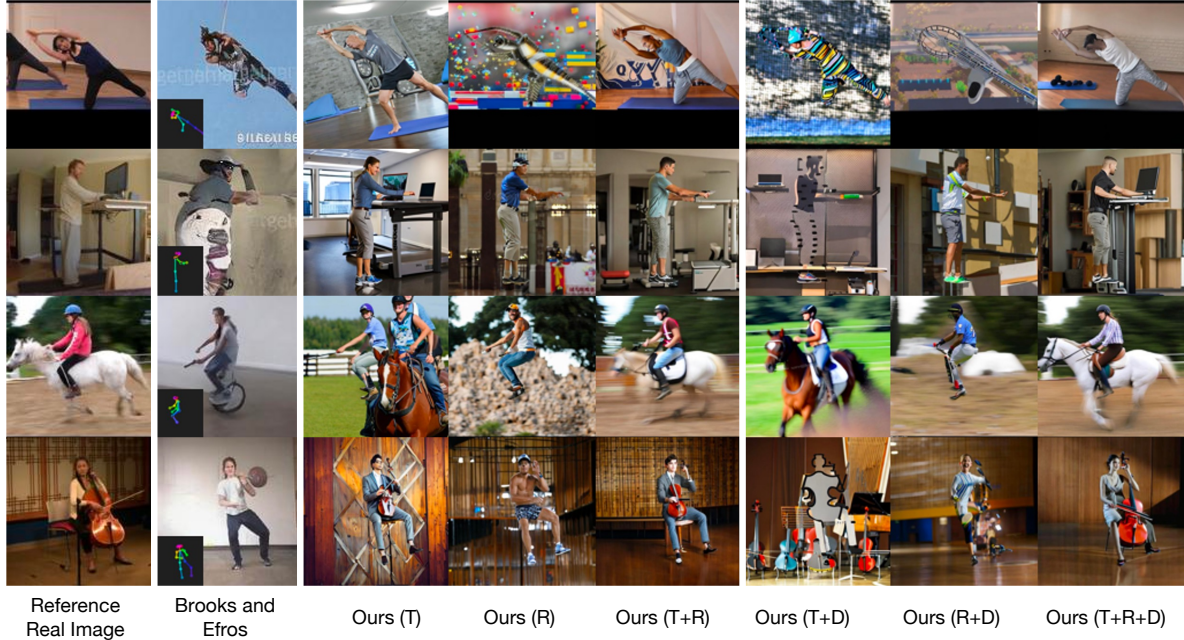 Reference
Real Image
Brooks and
Efros
Ours (T)
Ours (R)
Ours (T+R)
Ours (T+D)
Ours (R+D)
Ours (T+R+D)